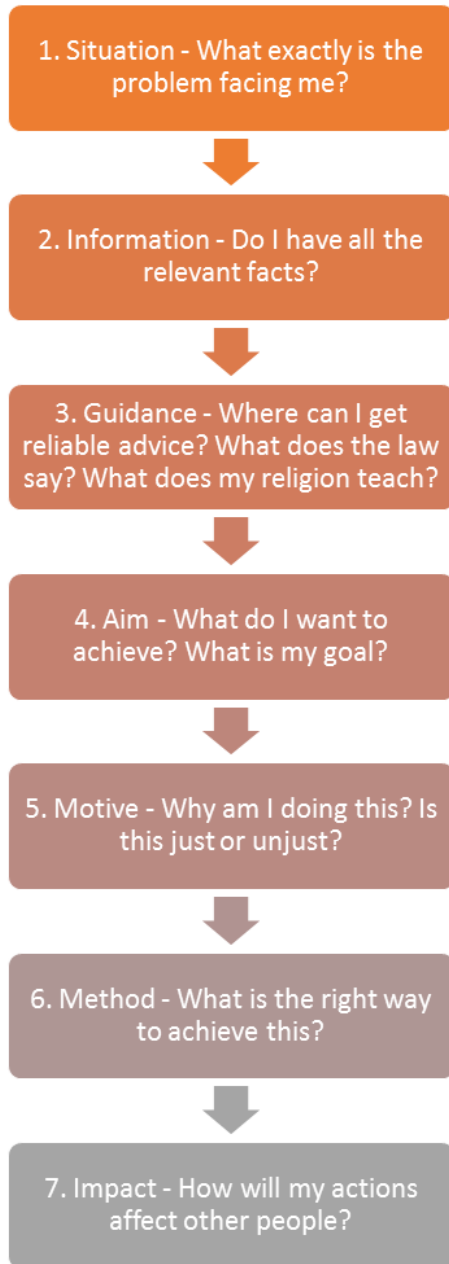 1. Situation - What exactly is the
problem facing me?
2. Information - Do I have all the
relevant facts?
3. Guidance - Where can I get
reliable advice? What does the law
say? What does my religion teach?
4. Aim - What do I want to
achieve? What is my goal?
5. Motive - Why am I doing this? Is
this just or unjust?
6. Method - What is the right way
to achieve this?
7. Impact - How will my actions
affect other people?